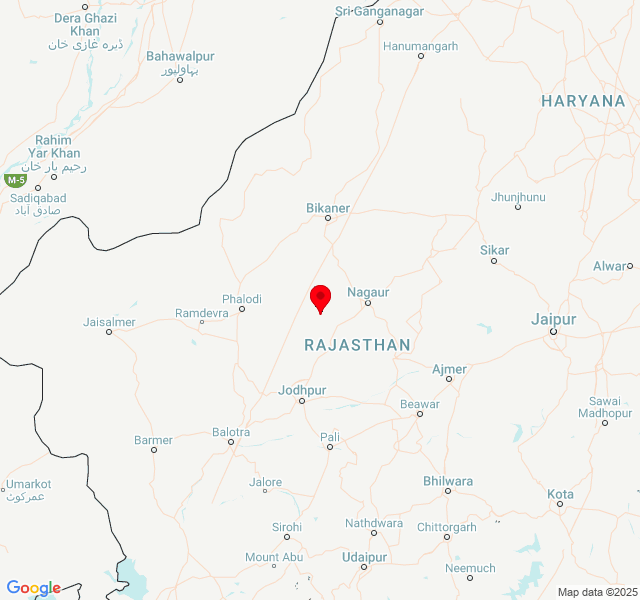 Dera Ghazi
Khan
ڈیرہ غازی خان
Sri Ganganagar
Hanumangarh
Bahawalpur
بہاولپور
HARYANA
Rahim
Yar Khan
رحیم یار خان
M-5
Sadiqabad
صادق آباد
Jhunjhunu
Bikaner
Sikar
Alwar
Nagaur
Phalodi
Ramdevra
Jaisalmer
Jaipur
RAJASTHAN
Ajmer
Jodhpur
Beawar
Sawai
Madhopur
Balotra
Pali
Barmer
Umarkot
عمرکوٹ
Jalore
Bhilwara
Kota
Sirohi
Nathdwara
Chittorgarh
Mount Abu
Udaipur
Neemuch
Google
Map data ©2025